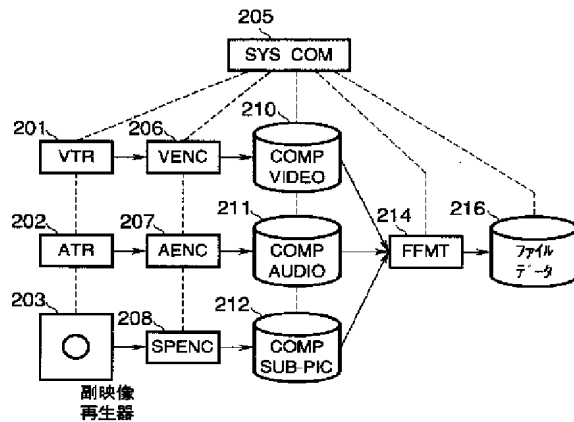 205
SYS COM
201
206
210
VTR
VENC
COMP
VIDEO
202
207
211
214
216
ATR
AENC
COMP
AUDIO
FFMT
ファイル
データ
203
208
212
SPENC
COMP
SUB-PIC
副映像
再生器